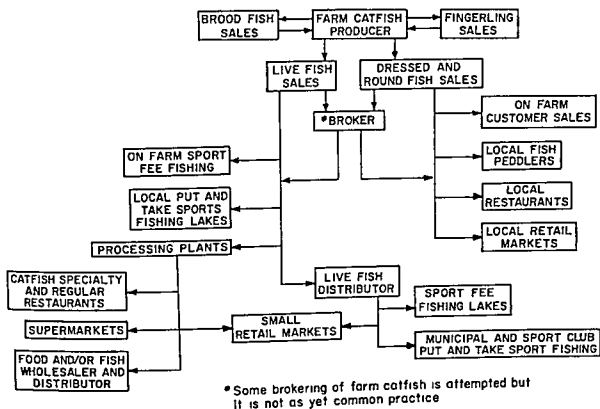 BROOD FISH
SALES
FARM CATFISH
PRODUCER
FINGERLING
SALES
LIVE FISH
SALES
DRESSED AND
ROUND FISH SALES
*BROKER
ON FARM
CUSTOMER SALES
ON FARM SPORT
FEE FISHING
LOCAL FISH
PEDDLERS
LOCAL PUT AND
TAKE SPORTS
FISHING LAKES
LOCAL
RESTAURANTS
PROCESSING PLANTS
LOCAL RETAIL
MARKETS
CATFISH SPECIALTY
AND REGULAR
RESTAURANTS
LIVE FISH
DISTRIBUTOR
SPORT FEE
FISHING LAKES
SUPERMARKETS
SMALL
RETAIL MARKETS
MUNICIPAL AND SPORT CLUB
PUT AND TAKE SPORT FISHING
FOOD AND/OR FISH
WHOLESALER AND
DISTRIBUTOR
*Some brokering of farm catfish is attempted but
It is not as yet common practice